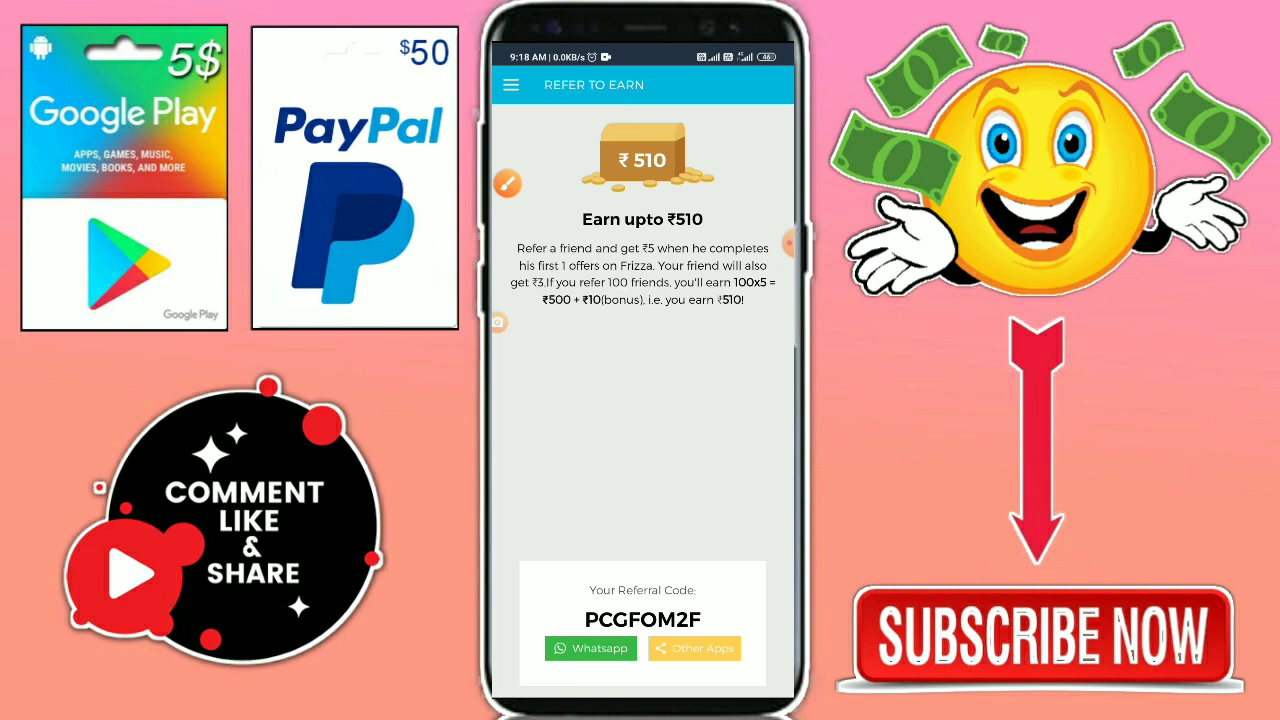 5$
Google Play
APPS, GAMES, MUSIC,
MOVIES, BOOKS, AND MORE
Google Play
$50
PayPal
COMMENT
LIKE
&
SHARE
9:18 AM | 0.0KB/s
4G
46
REFER TO EARN
₹ 510
Earn upto ₹510
Refer a friend and get ₹5 when he completes
his first 1 offers on Frizza. Your friend will also
get ₹3.If you refer 100 friends, you'll earn 100x5 =
₹500 + ₹10(bonus), i.e. you earn ₹510!
Your Referral Code:
PCGFOM2F
Whatsapp
Other Apps
SUBSCRIBE NOW